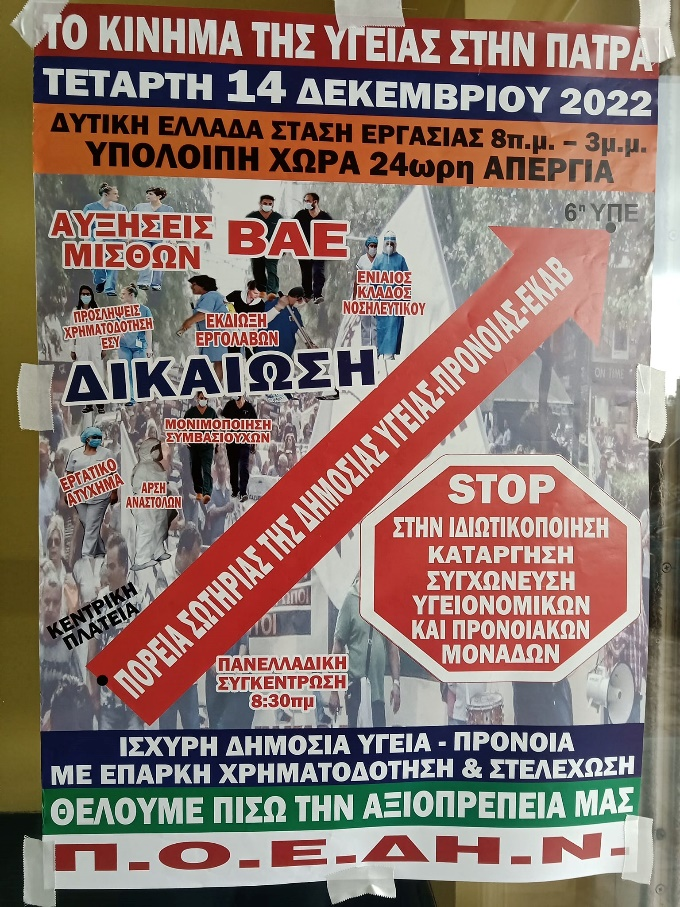 ΤΟ ΚΙΝΗΜΑ ΤΗΣ ΥΓΕΙΑΣ ΣΤΗΝ ΠΑΤΡΑ
ΤΕΤΑΡΤΗ 14 ΔΕΚΕΜΒΡΙΟΥ 2022
ΔΥΤΙΚΗ ΕΛΛΑΔΑ ΣΤΑΣΗ ΕΡΓΑΣΙΑΣ 8π.μ. – 3μ.μ.
ΥΠΟΛΟΙΠΗ ΧΩΡΑ 24ωρη ΑΠΕΡΓΙΑ
6η ΥΠΕ
ΑΥΞΗΣΕΙΣ
ΜΙΣΘΩΝ
ΒΑΕ
ΕΝΙΑΙΟΣ
ΚΛΑΔΟΣ
ΝΟΣΗΛΕΥΤΙΚΟΥ
ΠΡΟΣΛΗΨΕΙΣ
ΧΡΗΜΑΤΟΔΟΤΗΣΗ
ΕΣΥ
ΕΚΔΙΩΞΗ
ΕΡΓΟΛΑΒΩΝ
ΔΙΚΑΙΩΣΗ
ΜΟΝΙΜΟΠΟΙΗΣΗ
ΣΥΜΒΑΣΙΟΥΧΩΝ
ΕΡΓΑΤΙΚΟ
ΑΤΥΧΗΜΑ
ΑΡΣΗ
ΑΝΑΣΤΟΛΩΝ
ΚΕΝΤΡΙΚΗ
ΠΛΑΤΕΙΑ
ΠΟΡΕΙΑ ΣΩΤΗΡΙΑΣ ΤΗΣ ΔΗΜΟΣΙΑΣ ΥΓΕΙΑΣ-ΠΡΟΝΟΙΑΣ-ΕΚΑΒ
STOP
ΣΤΗΝ ΙΔΙΩΤΙΚΟΠΟΙΗΣΗ
ΚΑΤΑΡΓΗΣΗ
ΣΥΓΧΩΝΕΥΣΗ
ΥΓΕΙΟΝΟΜΙΚΩΝ
ΚΑΙ ΠΡΟΝΟΙΑΚΩΝ
ΜΟΝΑΔΩΝ
ΠΑΝΕΛΛΑΔΙΚΗ
ΣΥΓΚΕΝΤΡΩΣΗ
8:30πμ
ΙΣΧΥΡΗ ΔΗΜΟΣΙΑ ΥΓΕΙΑ - ΠΡΟΝΟΙΑ
ΜΕ ΕΠΑΡΚΗ ΧΡΗΜΑΤΟΔΟΤΗΣΗ & ΣΤΕΛΕΧΩΣΗ
ΘΕΛΟΥΜΕ ΠΙΣΩ ΤΗΝ ΑΞΙΟΠΡΕΠΕΙΑ ΜΑΣ
Π.Ο.Ε.ΔΗ.Ν.